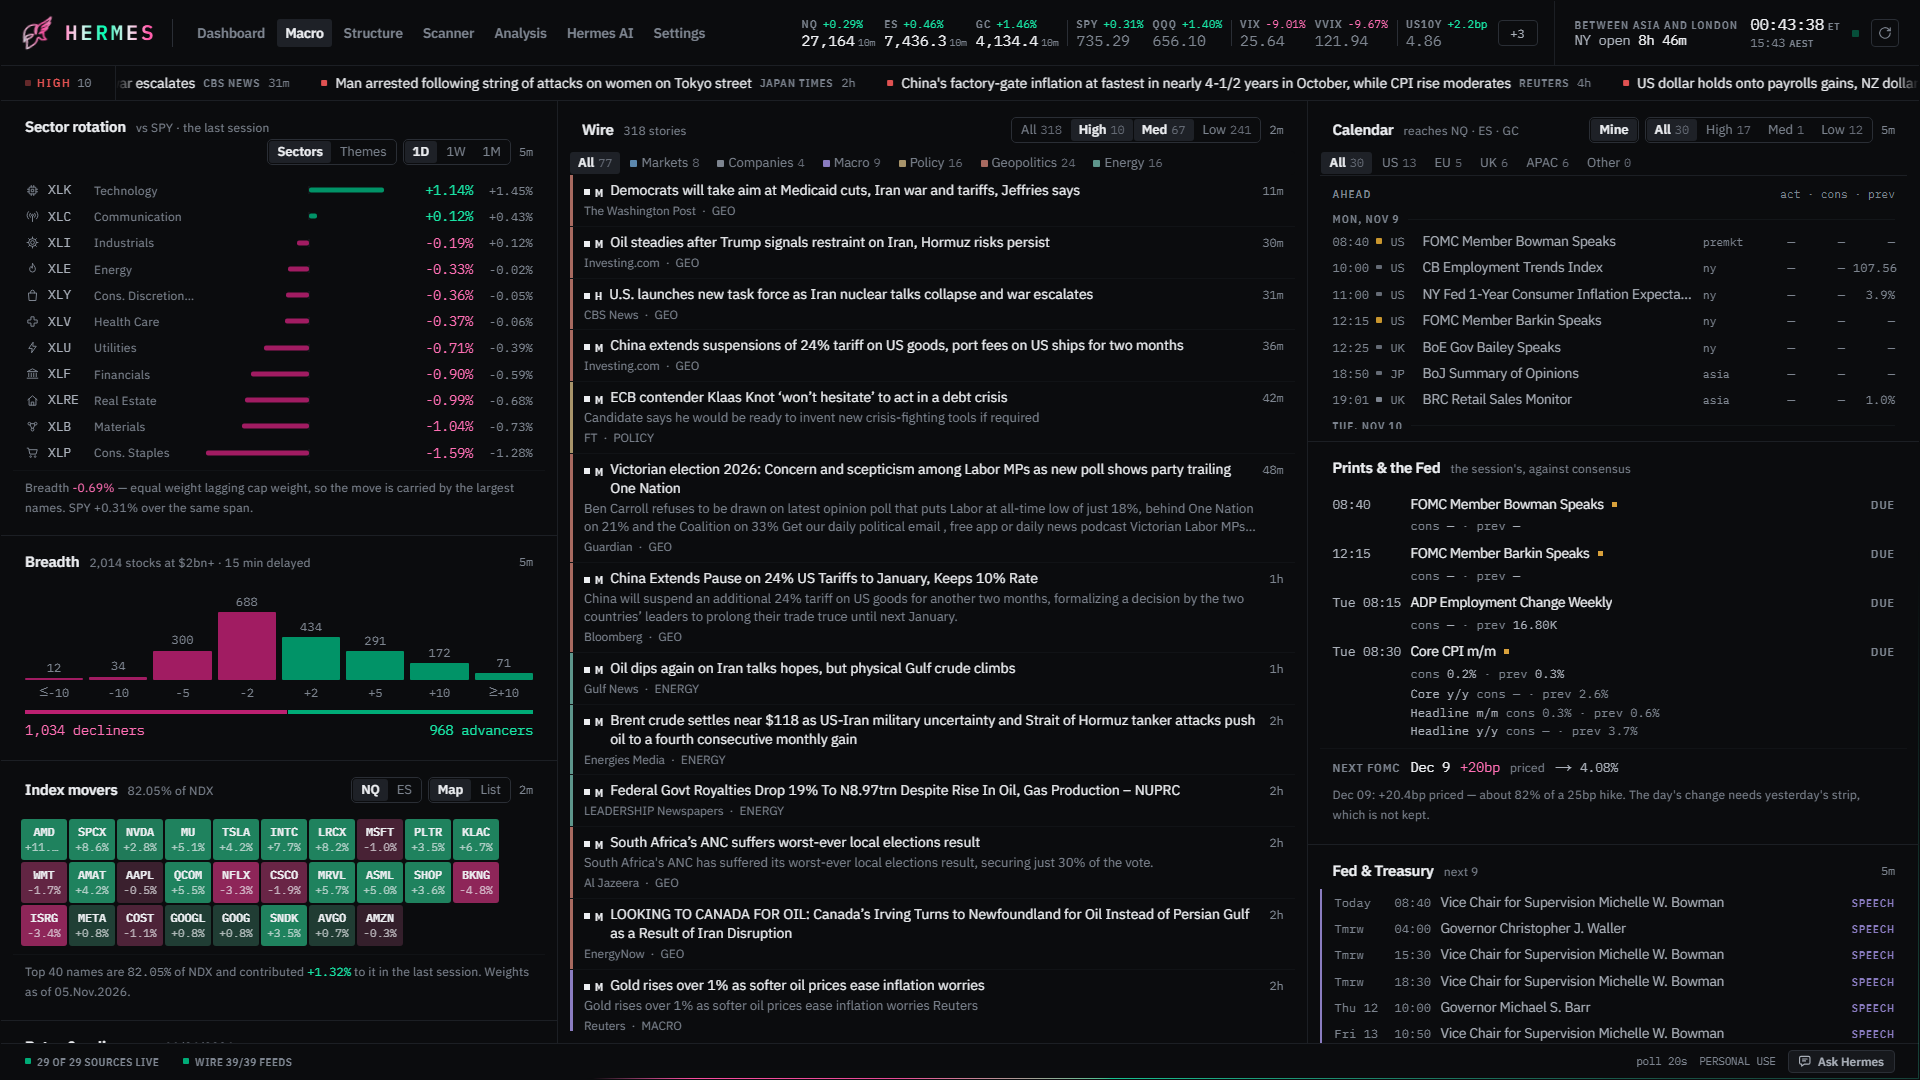 HERMES
Dashboard Macro Structure Scanner Analysis Hermes AI Settings
NQ +0.29% ES +0.46% GC +1.46% SPY +0.31% QQQ +1.40% VIX -9.01% VVIX -9.67% US10Y +2.2bp
27,164 10m 7,436.3 10m 4,134.4 10m 735.29 656.10 25.64 121.94 4.86
+3
BETWEEN ASIA AND LONDON 00:43:38 ET
NY open 8h 46m 15:43 AEST
HIGH 10 ar escalates CBS NEWS 31m Man arrested following string of attacks on women on Tokyo street JAPAN TIMES 2h China's factory-gate inflation at fastest in nearly 4-1/2 years in October, while CPI rise moderates REUTERS 4h US dollar holds onto payrolls gains, NZ dolla
Sector rotation vs SPY · the last session
Sectors Themes 1D 1W 1M 5m
XLK Technology +1.14% +1.45%
XLC Communication +0.12% +0.43%
XLI Industrials -0.19% +0.12%
XLE Energy -0.33% -0.02%
XLY Cons. Discretion... -0.36% -0.05%
XLV Health Care -0.37% -0.06%
XLU Utilities -0.71% -0.39%
XLF Financials -0.90% -0.59%
XLRE Real Estate -0.99% -0.68%
XLB Materials -1.04% -0.73%
XLP Cons. Staples -1.59% -1.28%
Breadth -0.69% — equal weight lagging cap weight, so the move is carried by the largest
names. SPY +0.31% over the same span.
Breadth 2,014 stocks at $2bn+ · 15 min delayed 5m
12 34 300 688 434 291 172 71
≤-10 -10 -5 -2 +2 +5 +10 ≥+10
1,034 decliners 968 advancers
Index movers 82.05% of NDX NQ ES Map List 2m
AMD SPCX NVDA MU TSLA INTC LRCX MSFT PLTR KLAC
+11.… +8.6% +2.8% +5.1% +4.2% +7.7% +8.2% -1.0% +3.5% +6.7%
WMT AMAT AAPL QCOM NFLX CSCO MRVL ASML SHOP BKNG
-1.7% +4.2% -0.5% +5.5% -3.3% -1.9% +5.7% +5.0% +3.6% -4.8%
ISRG META COST GOOGL GOOG SNDK AVGO AMZN
-3.4% +0.8% -1.1% +0.8% +0.8% +3.5% +0.7% -0.3%
Top 40 names are 82.05% of NDX and contributed +1.32% to it in the last session. Weights
as of 05.Nov.2026.
Wire 318 stories All 318 High 10 Med 67 Low 241 2m
All 77 Markets 8 Companies 4 Macro 9 Policy 16 Geopolitics 24 Energy 16
M Democrats will take aim at Medicaid cuts, Iran war and tariffs, Jeffries says 11m
The Washington Post · GEO
M Oil steadies after Trump signals restraint on Iran, Hormuz risks persist 30m
Investing.com · GEO
H U.S. launches new task force as Iran nuclear talks collapse and war escalates 31m
CBS News · GEO
M China extends suspensions of 24% tariff on US goods, port fees on US ships for two months 36m
Investing.com · GEO
M ECB contender Klaas Knot ‘won’t hesitate’ to act in a debt crisis 42m
Candidate says he would be ready to invent new crisis-fighting tools if required
FT · POLICY
M Victorian election 2026: Concern and scepticism among Labor MPs as new poll shows party trailing 48m
One Nation
Ben Carroll refuses to be drawn on latest opinion poll that puts Labor at all-time low of just 18%, behind One Nation
on 21% and the Coalition on 33% Get our daily political email , free app or daily news podcast Victorian Labor MPs…
Guardian · GEO
M China Extends Pause on 24% US Tariffs to January, Keeps 10% Rate 1h
China will suspend an additional 24% tariff on US goods for another two months, formalizing a decision by the two
countries’ leaders to prolong their trade truce until next January.
Bloomberg · GEO
M Oil dips again on Iran talks hopes, but physical Gulf crude climbs 1h
Gulf News · ENERGY
M Brent crude settles near $118 as US-Iran military uncertainty and Strait of Hormuz tanker attacks push 2h
oil to a fourth consecutive monthly gain
Energies Media · ENERGY
M Federal Govt Royalties Drop 19% To N8.97trn Despite Rise In Oil, Gas Production – NUPRC 2h
LEADERSHIP Newspapers · ENERGY
M South Africa’s ANC suffers worst-ever local elections result 2h
South Africa's ANC has suffered its worst-ever local elections result, securing just 30% of the vote.
Al Jazeera · GEO
M LOOKING TO CANADA FOR OIL: Canada’s Irving Turns to Newfoundland for Oil Instead of Persian Gulf 2h
as a Result of Iran Disruption
EnergyNow · GEO
M Gold rises over 1% as softer oil prices ease inflation worries 2h
Gold rises over 1% as softer oil prices ease inflation worries Reuters
Reuters · MACRO
Calendar reaches NQ · ES · GC Mine All 30 High 17 Med 1 Low 12 5m
All 30 US 13 EU 5 UK 6 APAC 6 Other 0
AHEAD act · cons · prev
MON, NOV 9
08:40 US FOMC Member Bowman Speaks premkt — — —
10:00 US CB Employment Trends Index ny — — 107.56
11:00 US NY Fed 1-Year Consumer Inflation Expecta... ny — — 3.9%
12:15 US FOMC Member Barkin Speaks ny — — —
12:25 UK BoE Gov Bailey Speaks ny — — —
18:50 JP BoJ Summary of Opinions asia — — —
19:01 UK BRC Retail Sales Monitor asia — — 1.0%
TUE, NOV 10
Prints & the Fed the session's, against consensus
08:40 FOMC Member Bowman Speaks DUE
cons — · prev —
12:15 FOMC Member Barkin Speaks DUE
cons — · prev —
Tue 08:15 ADP Employment Change Weekly DUE
cons — · prev 16.80K
Tue 08:30 Core CPI m/m DUE
cons 0.2% · prev 0.3%
Core y/y cons — · prev 2.6%
Headline m/m cons 0.3% · prev 0.6%
Headline y/y cons — · prev 3.7%
NEXT FOMC Dec 9 +20bp priced → 4.08%
Dec 09: +20.4bp priced — about 82% of a 25bp hike. The day's change needs yesterday's strip,
which is not kept.
Fed & Treasury next 9 5m
Today 08:40 Vice Chair for Supervision Michelle W. Bowman SPEECH
Tmrw 04:00 Governor Christopher J. Waller SPEECH
Tmrw 15:30 Vice Chair for Supervision Michelle W. Bowman SPEECH
Tmrw 18:30 Vice Chair for Supervision Michelle W. Bowman SPEECH
Thu 12 10:00 Governor Michael S. Barr SPEECH
Fri 13 10:50 Vice Chair for Supervision Michelle W. Bowman SPEECH
29 OF 29 SOURCES LIVE WIRE 39/39 FEEDS poll 20s PERSONAL USE Ask Hermes